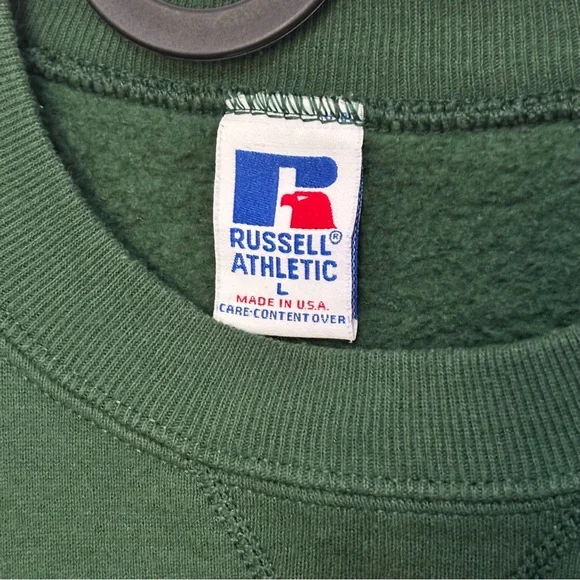 RUSSELL®
ATHLETIC
L
MADE IN U.S.A.
CARE·CONTENT OVER